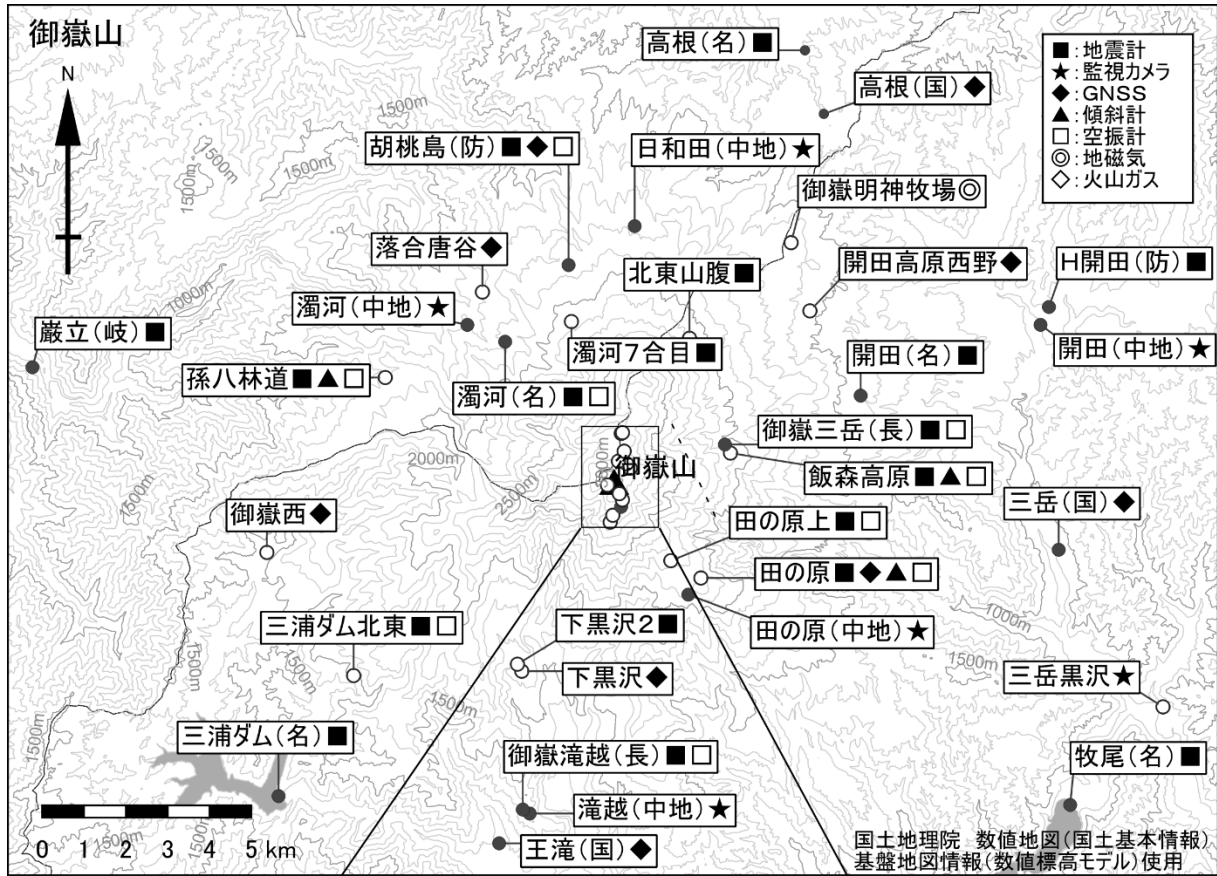 御嶽山
N
高根(名)■
高根(国)◆
■:地震計
★:監視カメラ
◆:GNSS
▲:傾斜計
□:空振計
◎:地磁気
◇:火山ガス
1500m
1500m
1500m
1500m
胡桃島(防)■◆□
日和田(中地)★
御嶽明神牧場◎
落合唐谷◆
北東山腹■
開田高原西野◆
H開田(防)■
1000m
濁河(中地)★
巌立(岐)■
濁河7合目■
開田(名)■
開田(中地)★
孫八林道■▲□
濁河(名)■□
御嶽三岳(長)■□
2000m
御嶽山
飯森高原■▲□
2500m
御嶽西◆
田の原上■□
三岳(国)◆
田の原■◆▲□
1000m
三浦ダム北東■□
下黒沢2■
田の原(中地)★
1500m
1500m
下黒沢◆
三岳黒沢★
1500m
1500m
三浦ダム(名)■
御嶽滝越(長)■□
牧尾(名)■
滝越(中地)★
1500m
0 1 2 3 4 5 km
王滝(国)◆
国土地理院 数値地図(国土基本情報)
基盤地図情報(数値標高モデル)使用